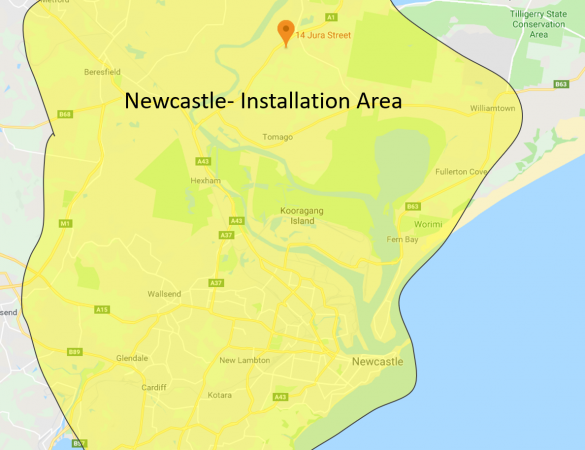 Metford
A1
Tilligerry State
Conservation
Area
14 Jura Street
Beresfield
B63
Newcastle- Installation Area
Williamtown
B68
Tomago
A43
Hexham
Fullerton Cove
Kooragang
Island
B63
M1
A43
Worimi
A37
Fern Bay
A37
Wallsend
A15
send
B89
Glendale
New Lambton
Newcastle
Cardiff
Kotara
A43